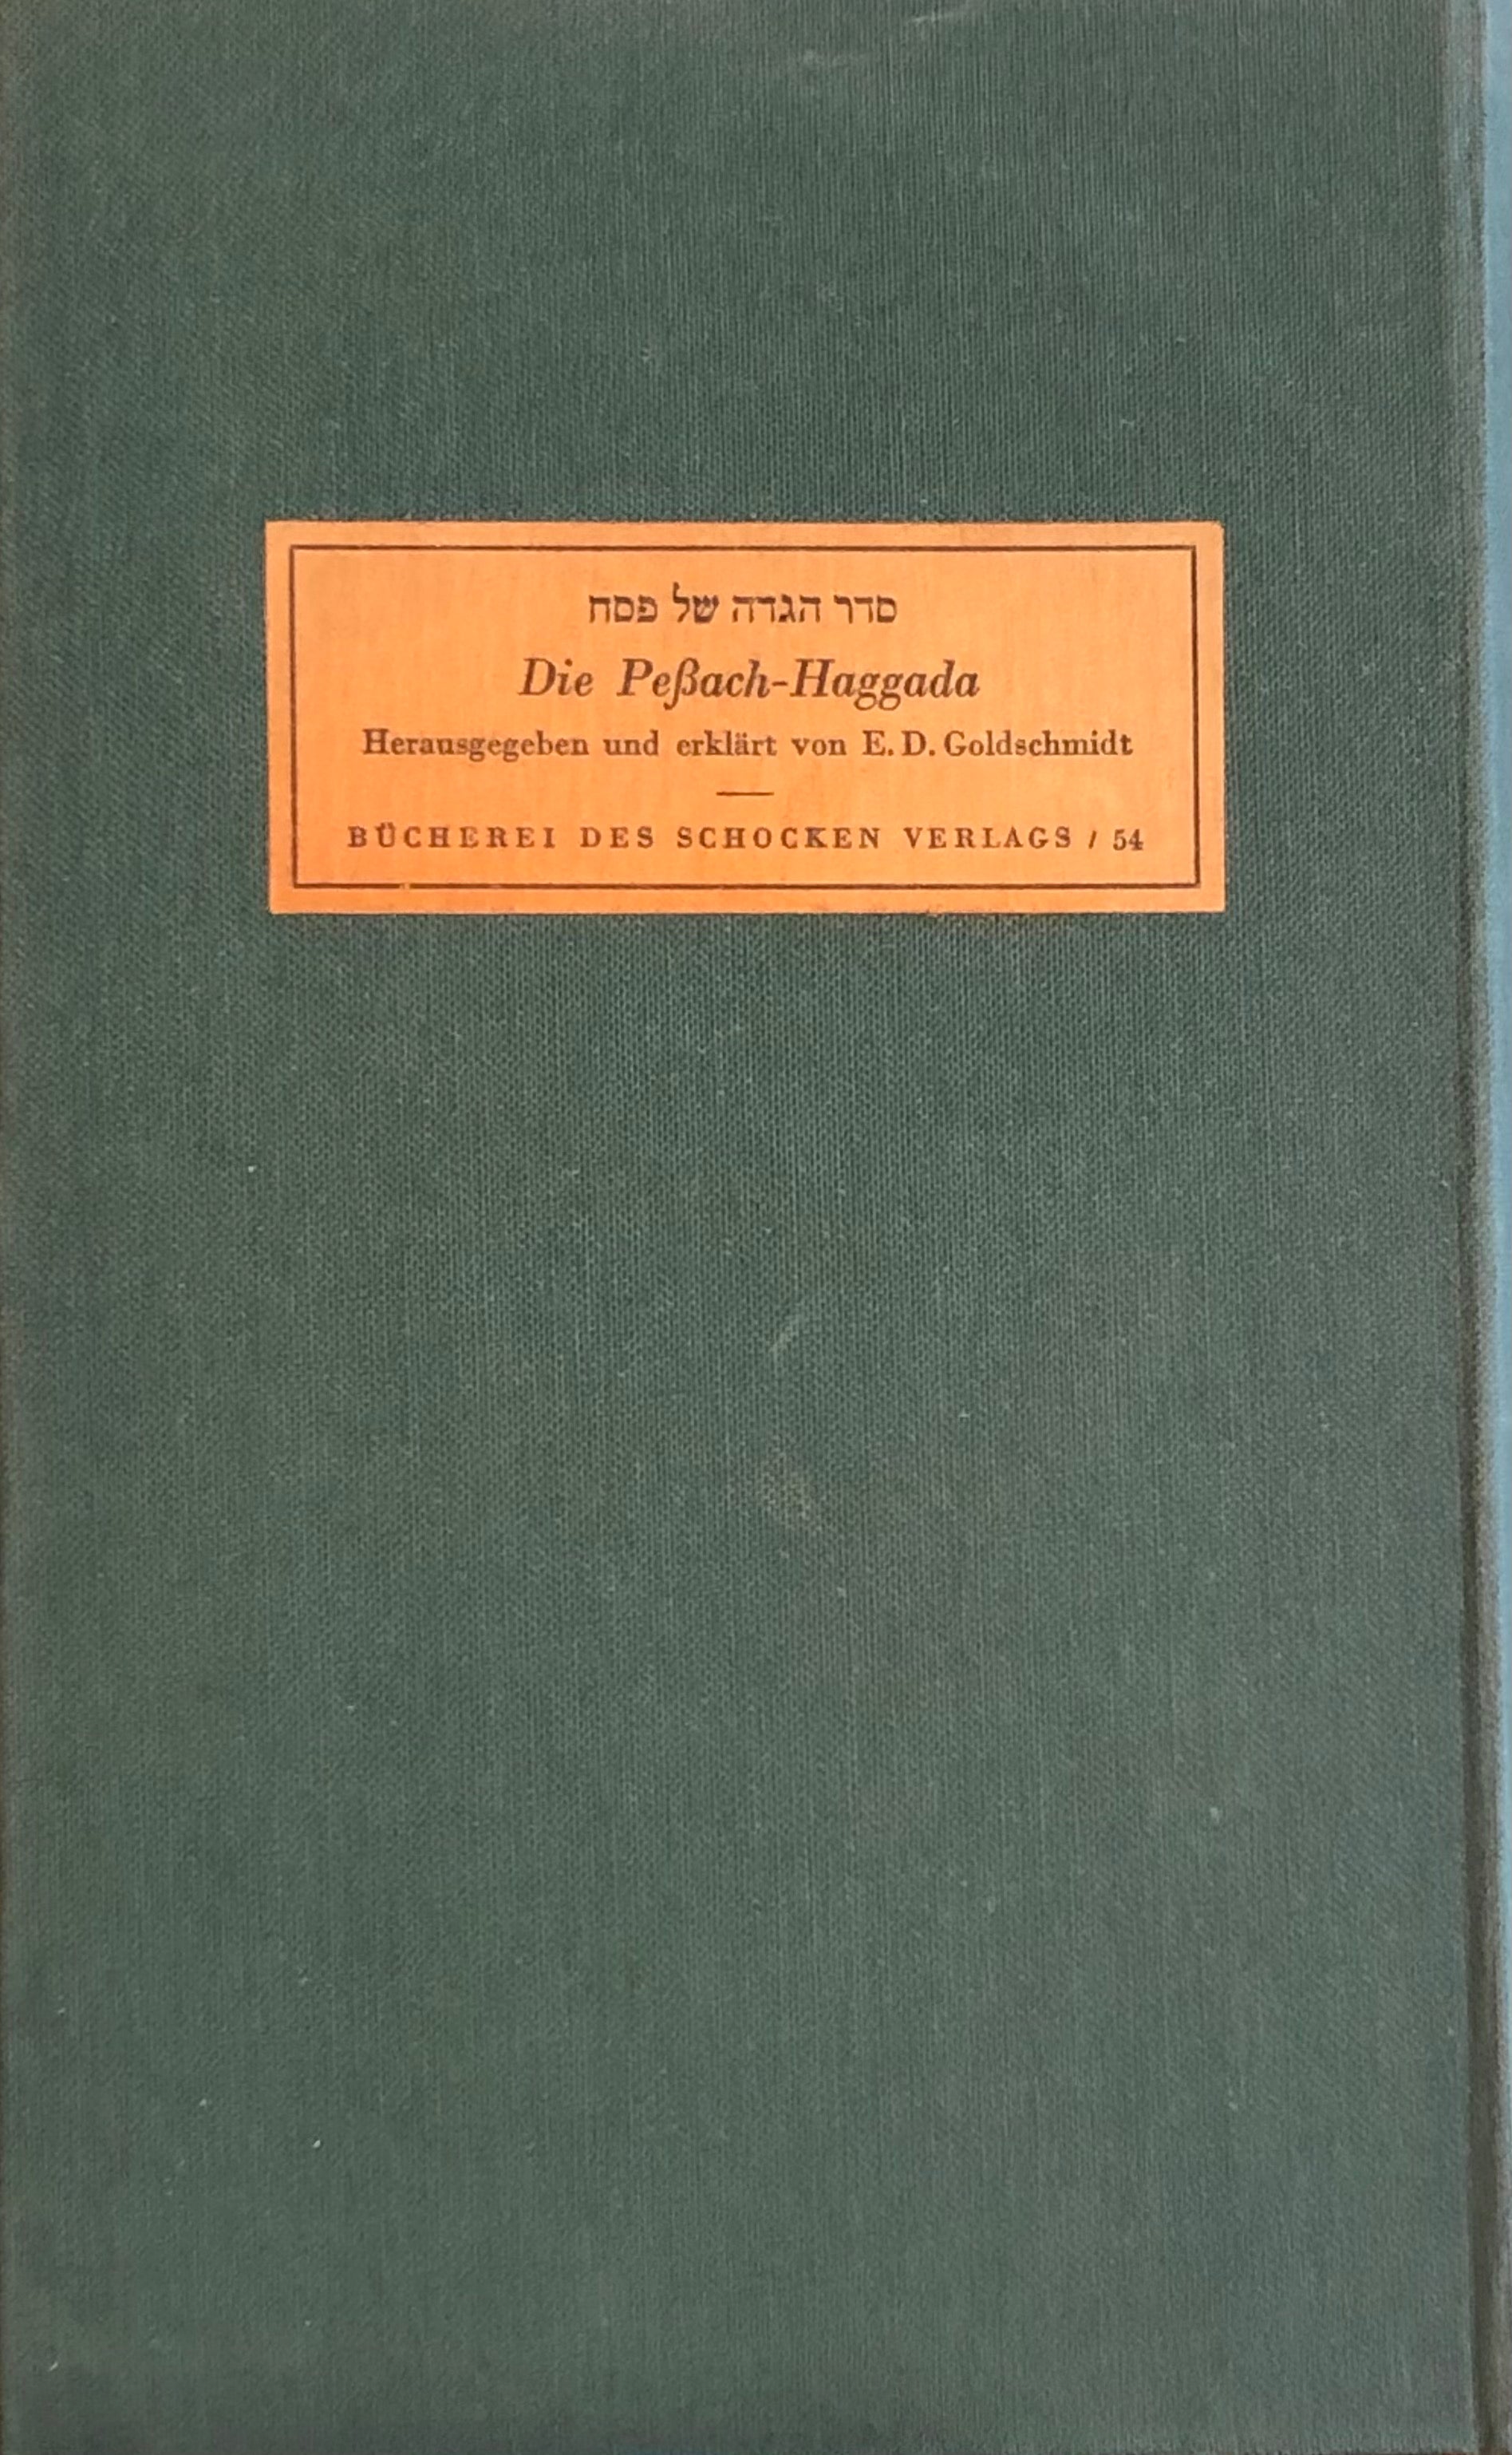 סדר הגדה של פסח
Die Peßach-Haggada
Herausgegeben und erklärt von E. D. Goldschmidt
BÜCHEREI DES SCHOCKEN VERLAGS / 54